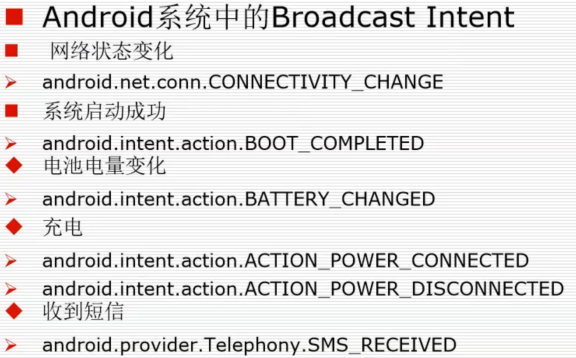 Android系统中的Broadcast Intent
网络状态变化
android.net.conn.CONNECTIVITY_CHANGE
系统启动成功
android.intent.action.BOOT_COMPLETED
电池电量变化
android.intent.action.BATTERY_CHANGED
充电
android.intent.action.ACTION_POWER_CONNECTED
android.intent.action.ACTION_POWER_DISCONNECTED
收到短信
android.provider.Telephony.SMS_RECEIVED